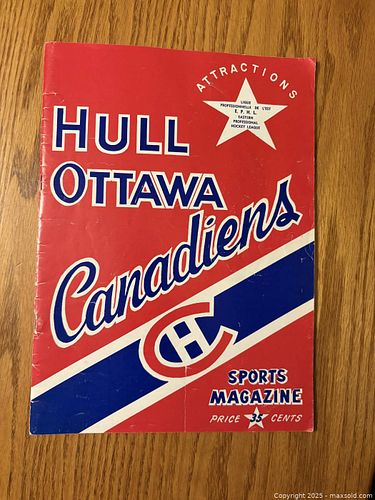 ATTRACTIONS
LIGUE
PROFESSIONNELLE DE L'EST
E. P. H. L.
EASTERN
PROFESSIONAL
HOCKEY LEAGUE
HULL
OTTAWA
Canadiens
CH
SPORTS
MAGAZINE
PRICE 35 CENTS
Copyright © 2025 - maxsold.com